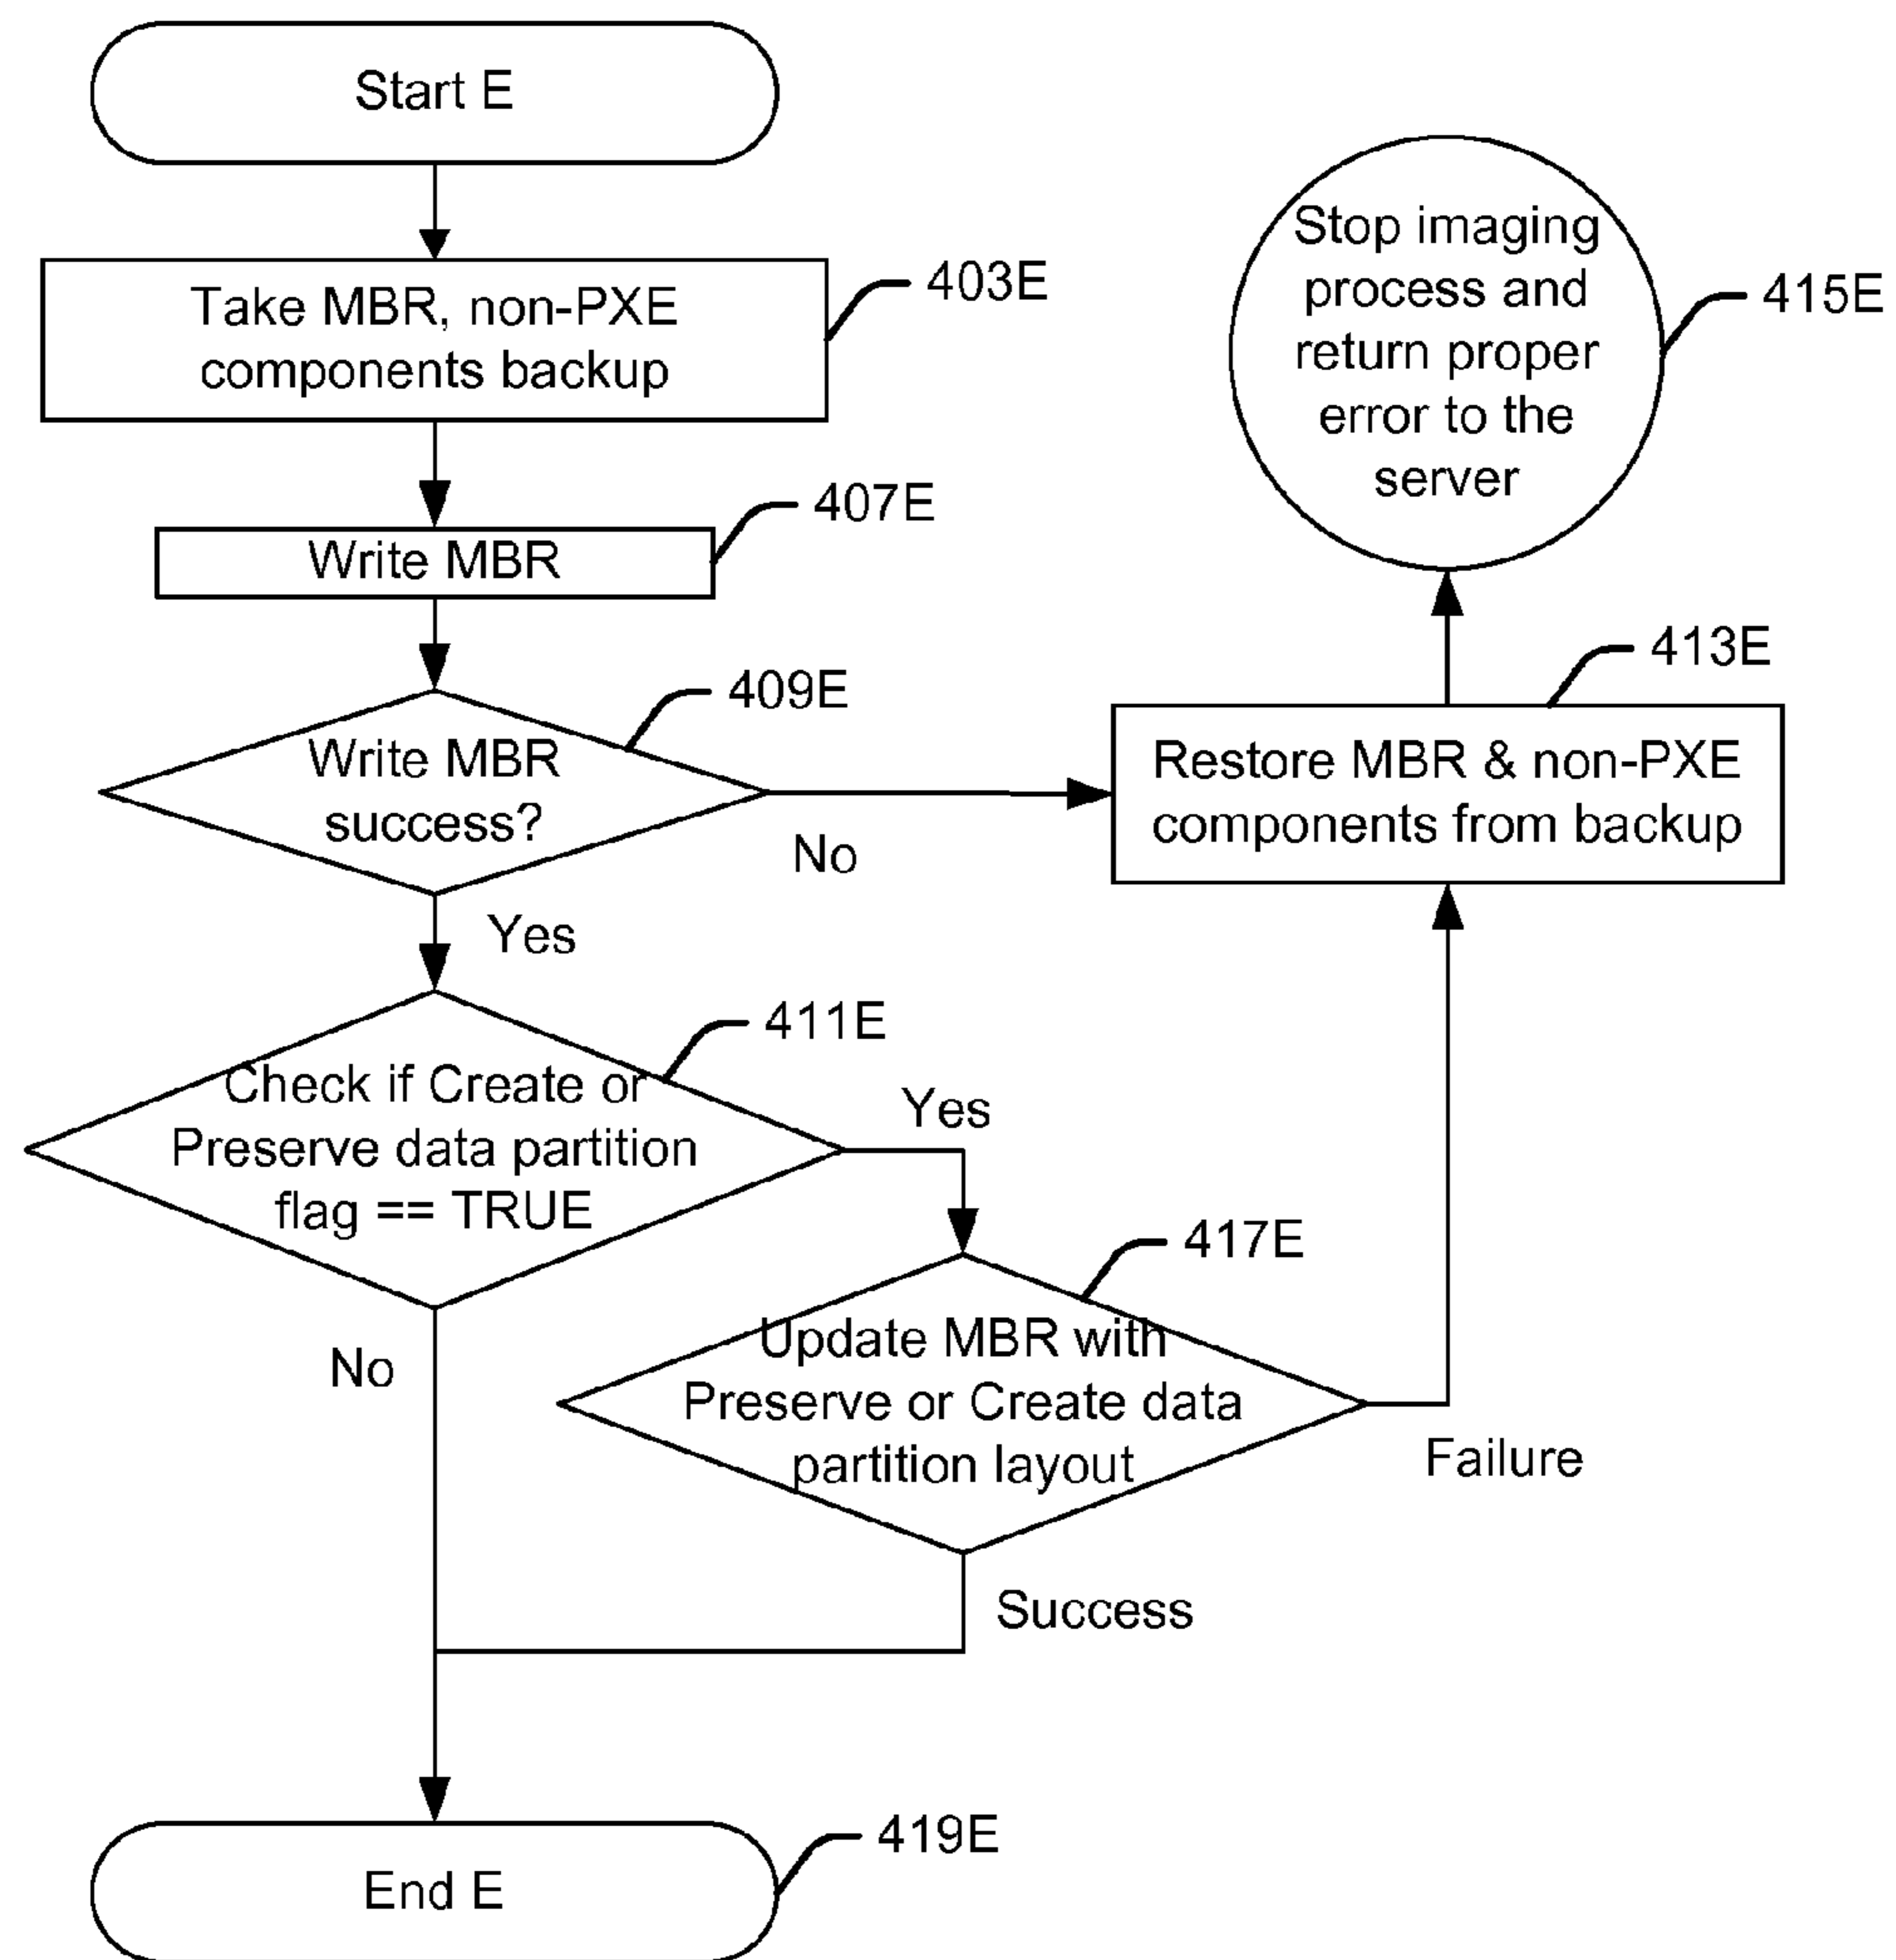 Start E
Take MBR, non-PXE
components backup
403E
Write MBR
407E
Write MBR
success?
409E
No
Yes
Stop imaging
process and
return proper
error to the
server
415E
413E
Restore MBR & non-PXE
components from backup
Check if Create or
Preserve data partition
flag == TRUE
411E
Yes
No
417E
Update MBR with
Preserve or Create data
partition layout
Failure
Success
End E
419E